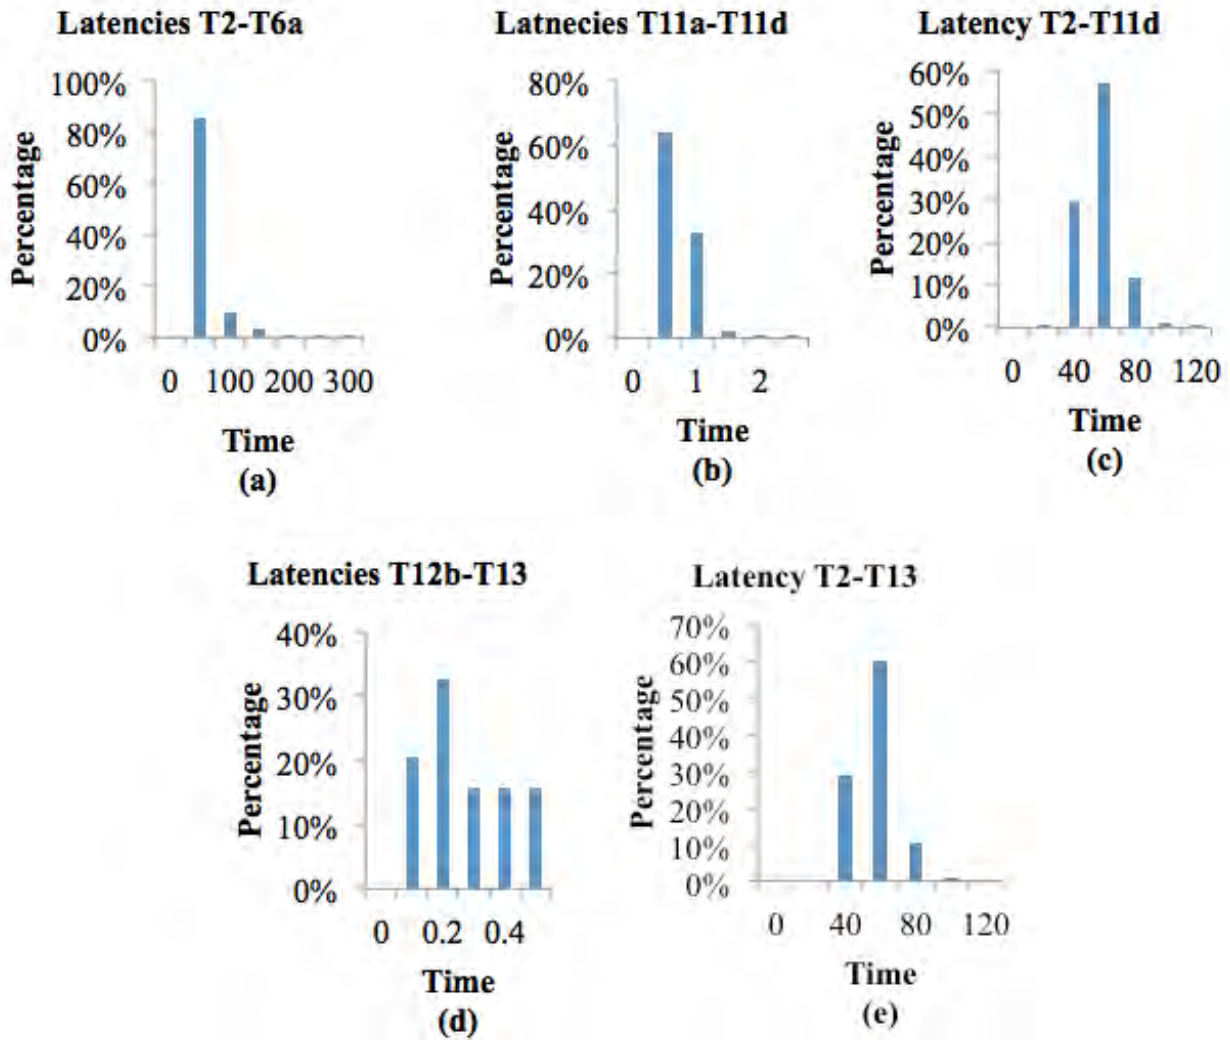 Latencies T2-T6a
100%
80%
60%
40%
20%
0%
Percentage
0 100 200 300
Time
(a)
Latnecies T11a-T11d
80%
60%
40%
20%
0%
Percentage
0 1 2
Time
(b)
Latency T2-T11d
60%
50%
40%
30%
20%
10%
0%
Percentage
0 40 80 120
Time
(c)
Latencies T12b-T13
40%
30%
20%
10%
0%
Percentage
0 0.2 0.4
Time
(d)
Latency T2-T13
70%
60%
50%
40%
30%
20%
10%
0%
Percentage
0 40 80 120
Time
(e)